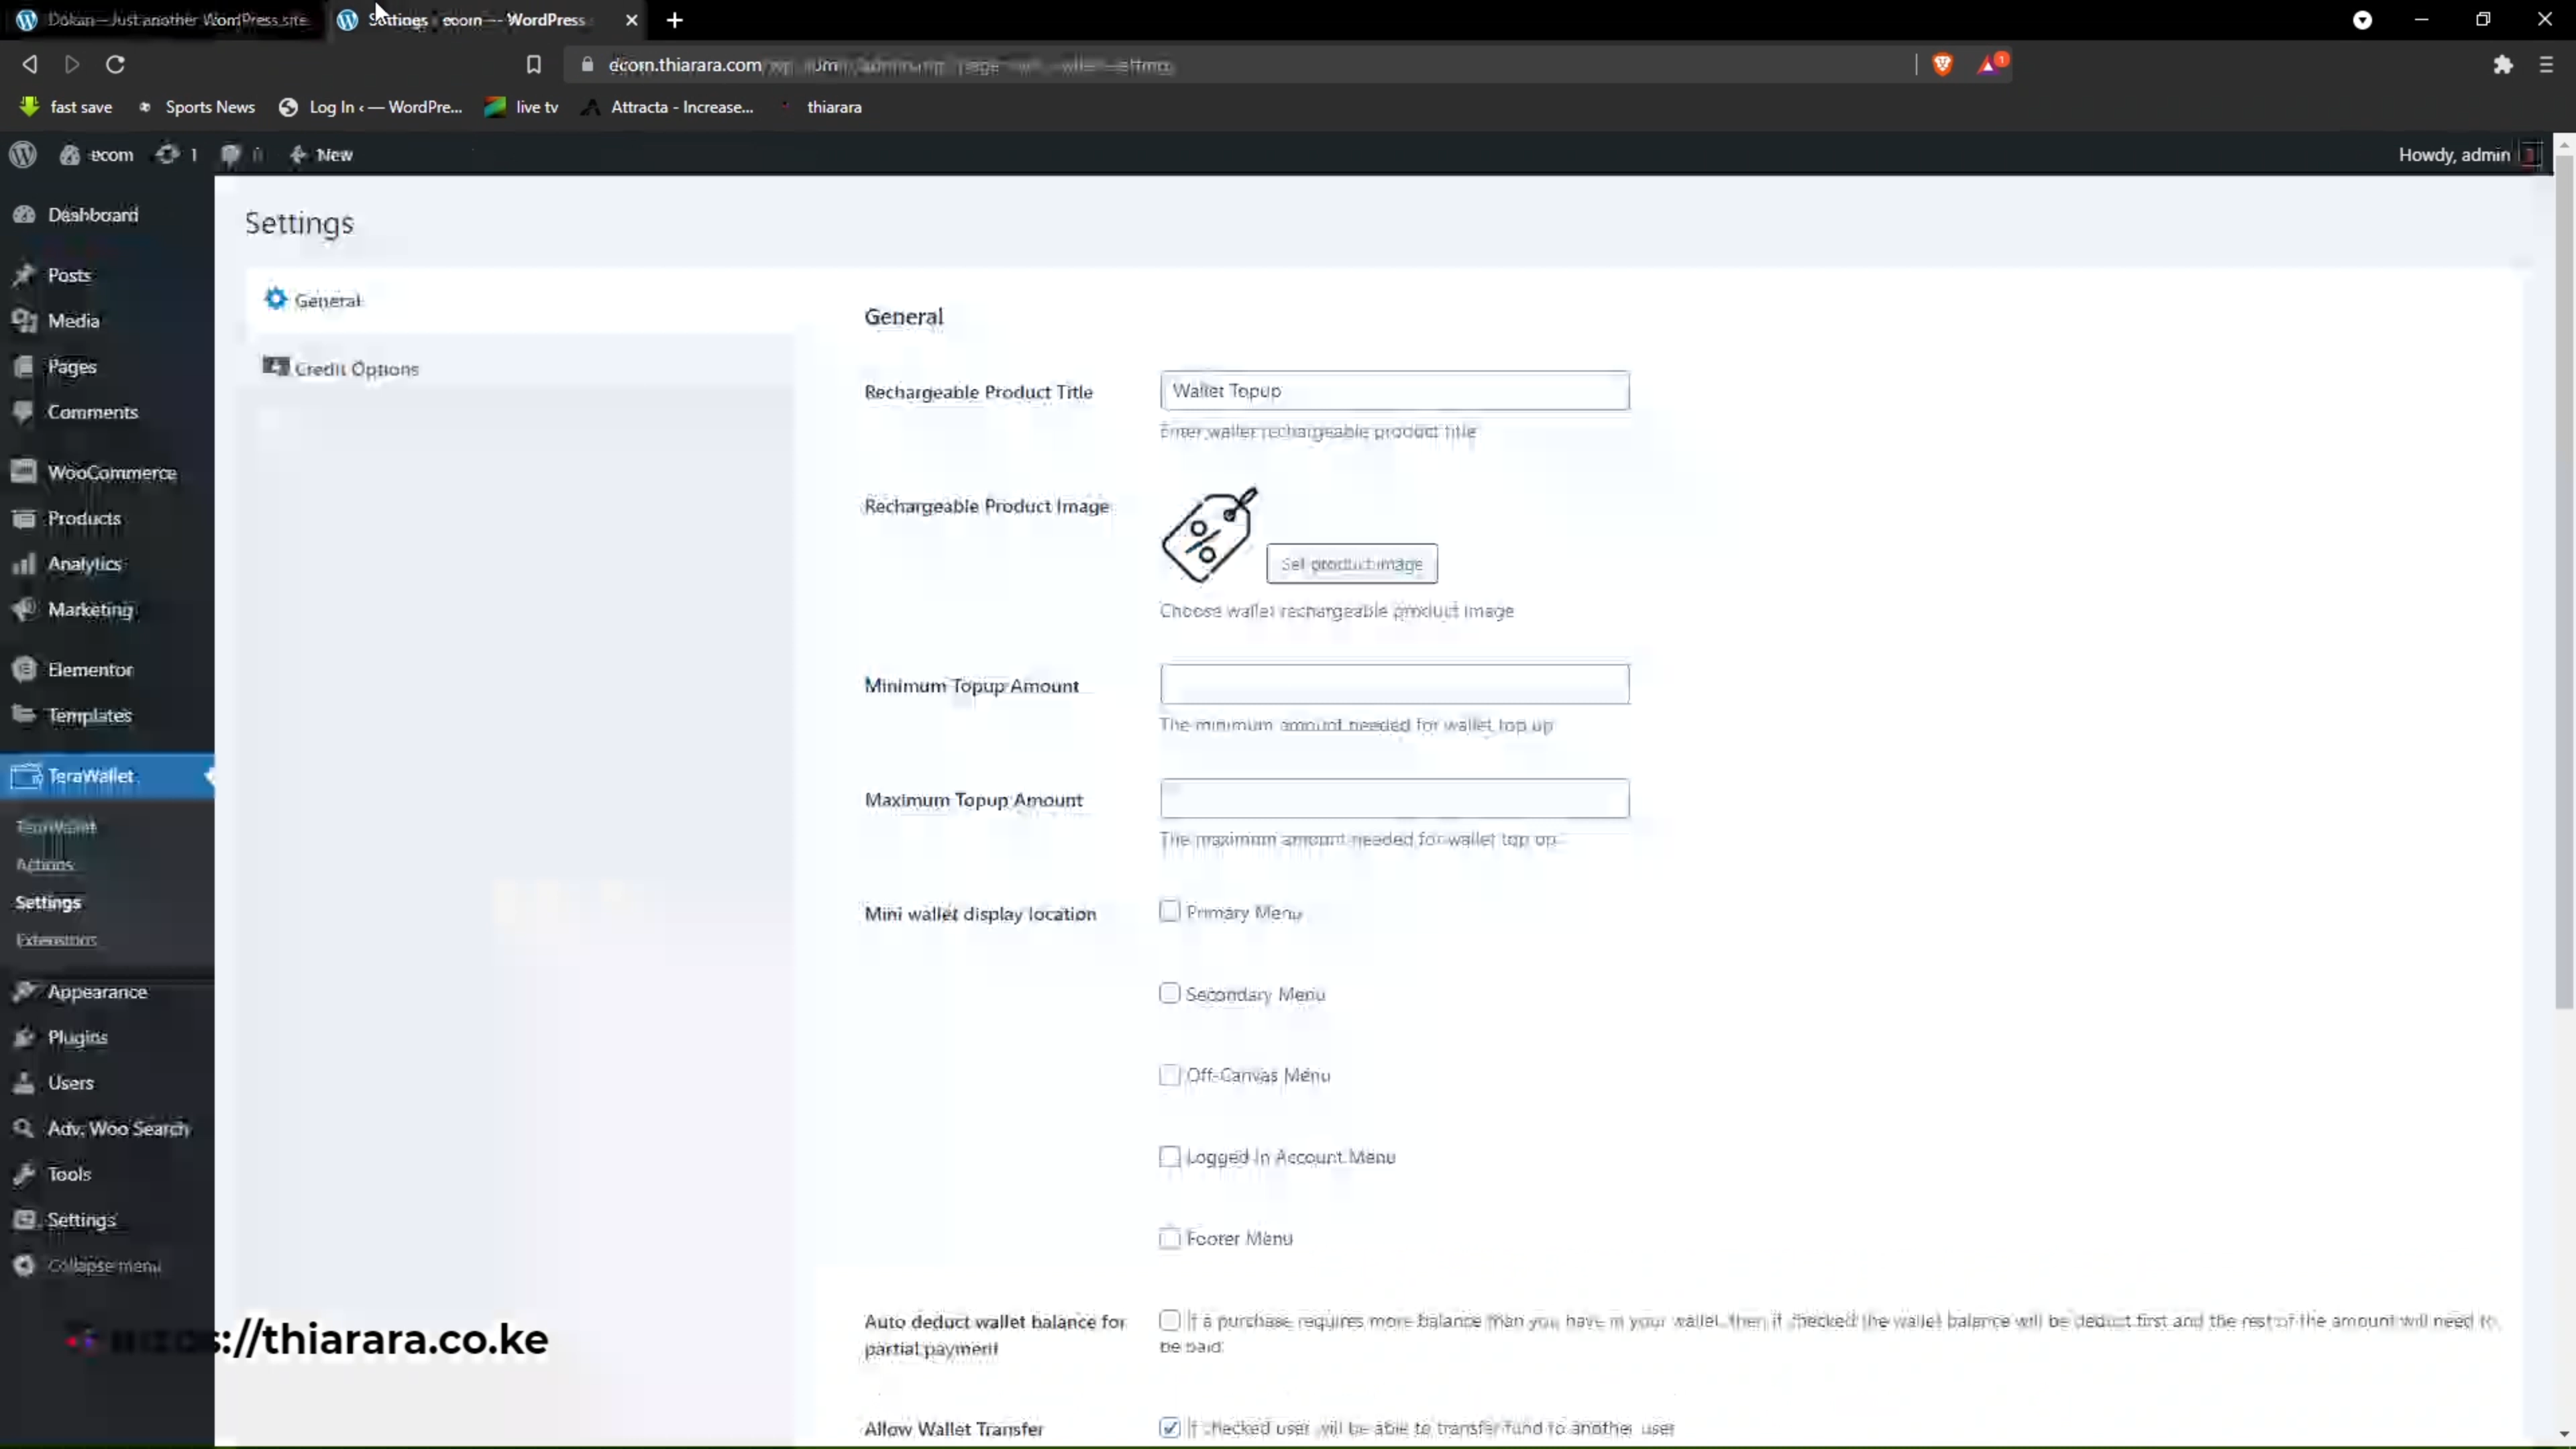 Dokan – Just another WordPress site
Settings ecom — WordPress
ecom.thiarara.com
1
fast save
Sports News
Log In ‹ — WordPre...
live tv
Attracta - Increase...
thiarara
ecom
1
0
New
Howdy, admin
Dashboard
Posts
Media
Pages
Comments
WooCommerce
Products
Analytics
Marketing
Elementor
Templates
TeraWallet
TeraWallet
Actions
Settings
Extensions
Appearance
Plugins
Users
Adv. Woo Search
Tools
Settings
Collapse menu
Settings
General
Credit Options
General
Rechargeable Product Title
Wallet Topup
Enter wallet rechargeable product title
Rechargeable Product Image
Set product image
Choose wallet rechargeable product image
Minimum Topup Amount
The minimum amount needed for wallet top up
Maximum Topup Amount
The maximum amount needed for wallet top up
Mini wallet display location
Primary Menu
Secondary Menu
Off-Canvas Menu
Logged In Account Menu
Footer Menu
Auto deduct wallet balance for
partial payment
If a purchase requires more balance than you have in your wallet, then if checked the wallet balance will be deduct first and the rest of the amount will need to
be paid.
Allow Wallet Transfer
If checked user will be able to transfer fund to another user
s://thiarara.co.ke